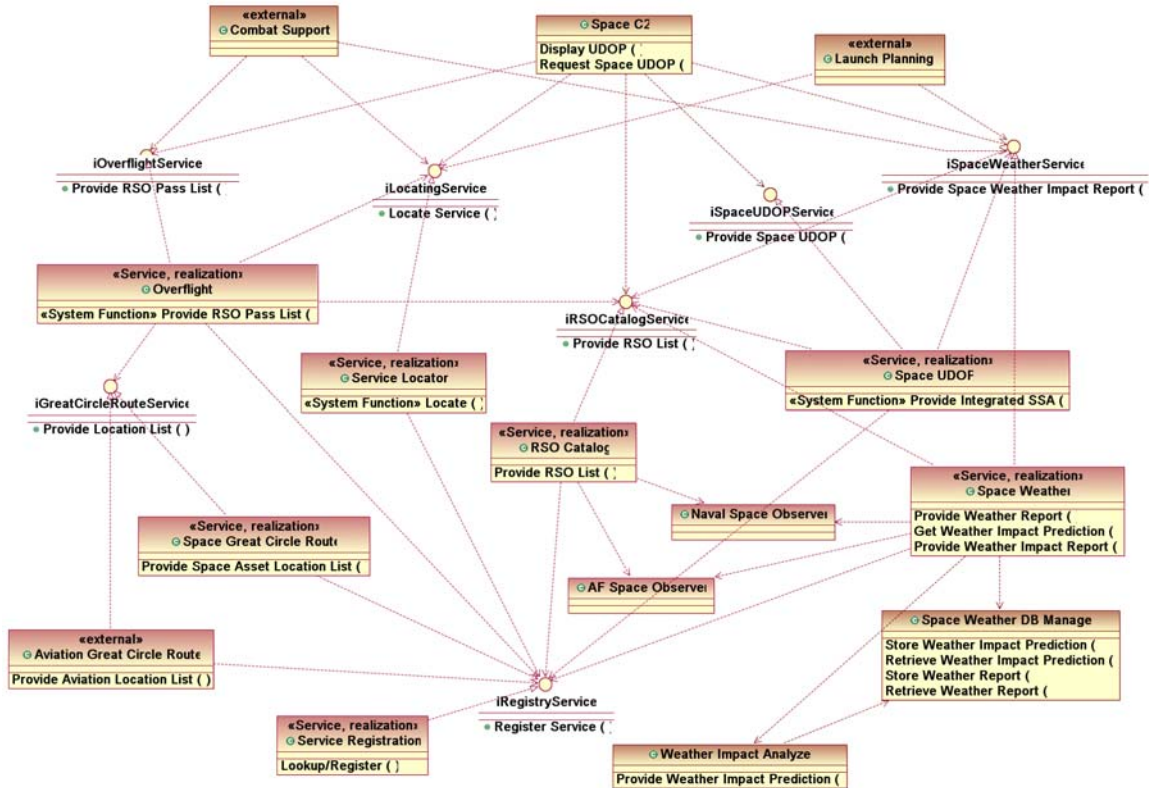 «external»
Combat Support
Space C2
Display UDOP ( )
Request Space UDOP (
«external»
Launch Planning
iOverflightService
Provide RSO Pass List (
iLocatingService
Locate Service ( )
iSpaceUDOPService
Provide Space UDOP (
iSpaceWeatherService
Provide Space Weather Impact Report (
«Service, realization»
Overflight
«System Function» Provide RSO Pass List (
iRSOCatalogService
Provide RSO List ( )
iGreatCircleRouteService
Provide Location List ( )
«Service, realization»
Service Locator
«System Function» Locate ( )
«Service, realization»
Space UDOF
«System Function» Provide Integrated SSA (
«Service, realization»
RSO Catalog
Provide RSO List ( )
«Service, realization»
Space Weather
Provide Weather Report (
Get Weather Impact Prediction (
Provide Weather Impact Report (
Naval Space Observer
«Service, realization»
Space Great Circle Route
Provide Space Asset Location List (
AF Space Observer
«external»
Aviation Great Circle Route
Provide Aviation Location List ( )
Space Weather DB Manage
Store Weather Impact Prediction (
Retrieve Weather Impact Prediction (
Store Weather Report (
Retrieve Weather Report (
iRegistryService
Register Service ( )
«Service, realization»
Service Registration
Lookup/Register ( )
Weather Impact Analyze
Provide Weather Impact Prediction (